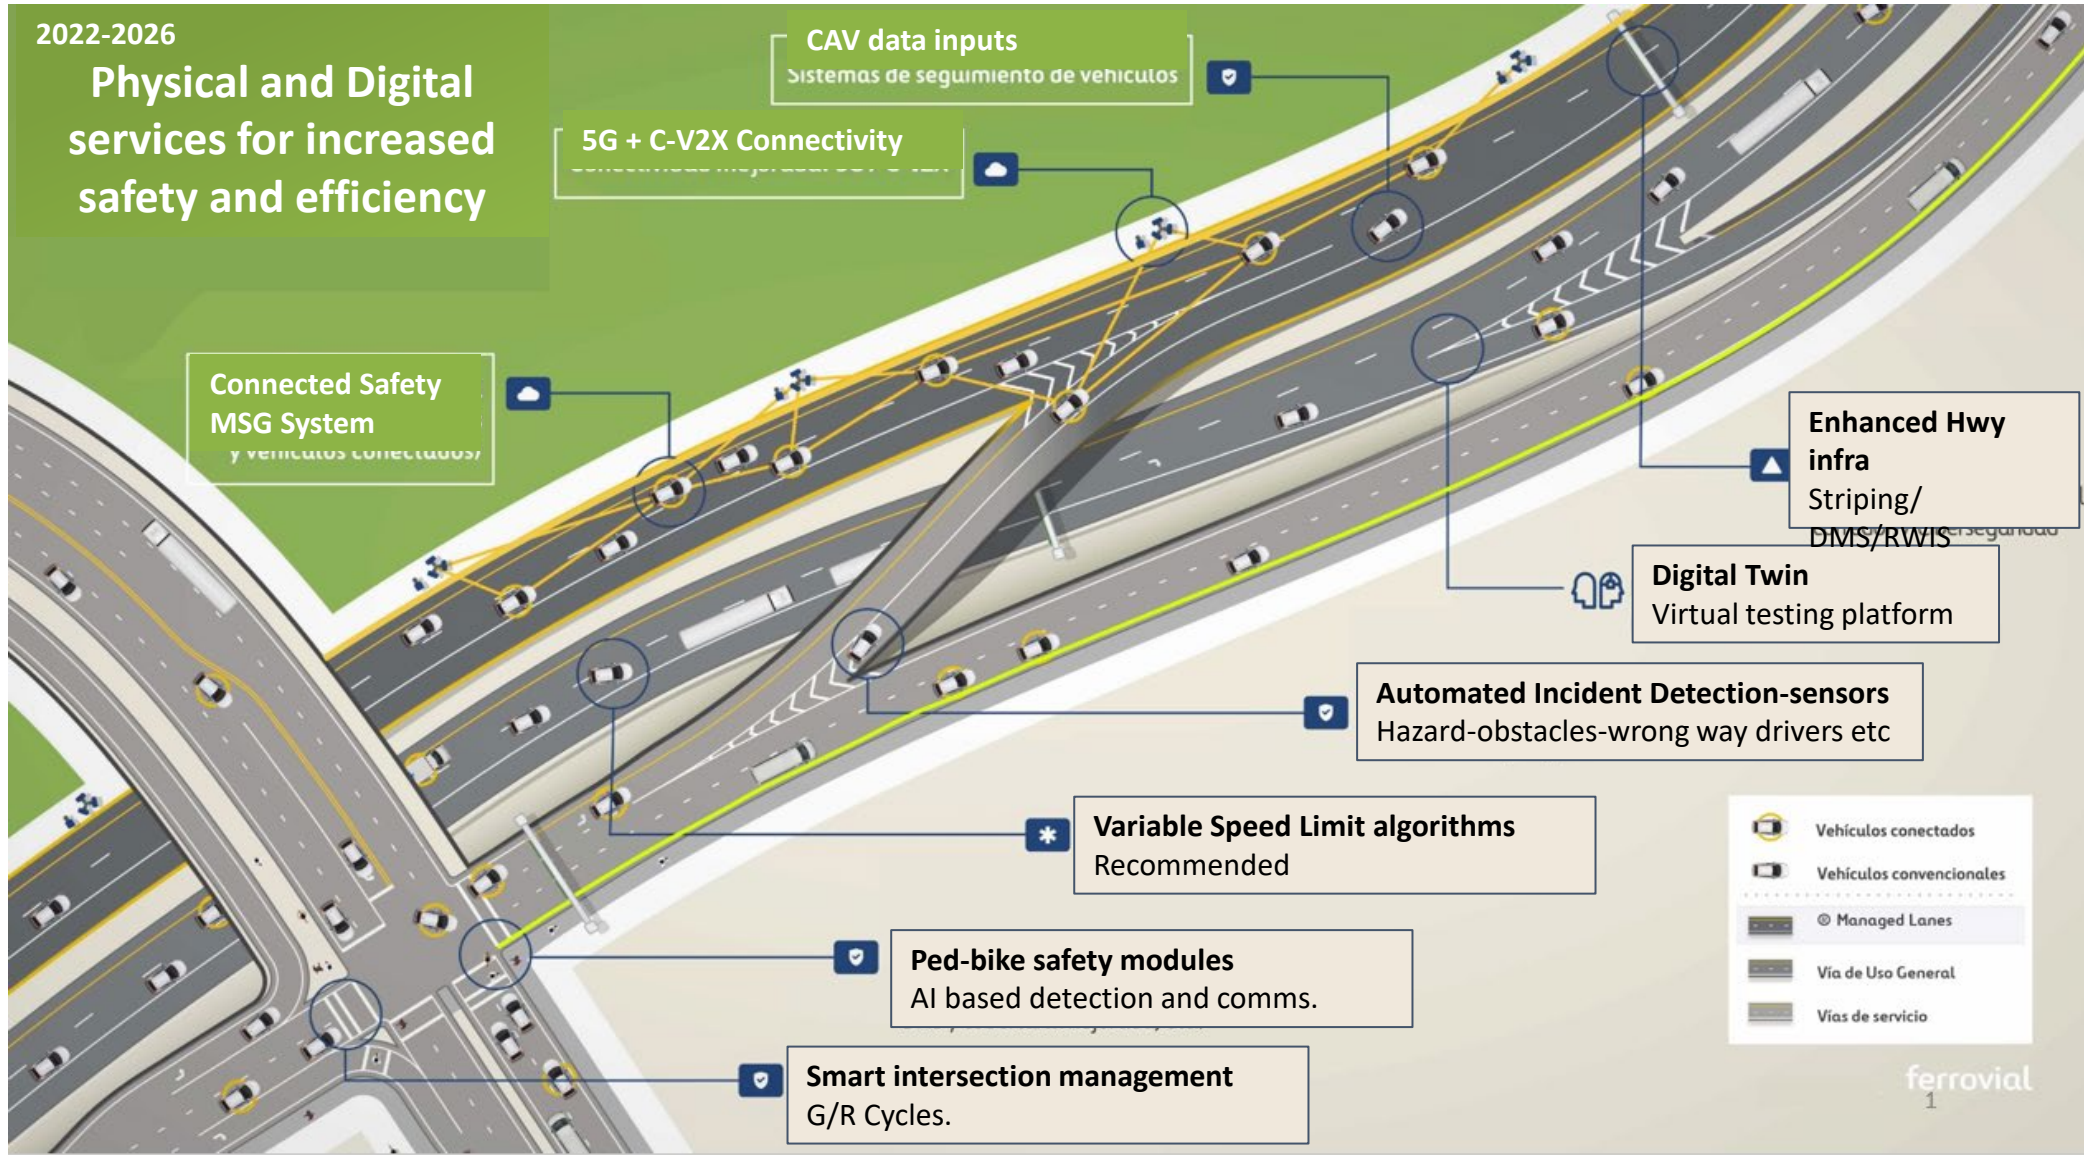 2022-2026
Physical and Digital
services for increased
safety and efficiency
CAV data inputs
Sistemas de seguimiento de vehículos
5G + C-V2X Connectivity
Connected Safety
MSG System
y vehículos conectados)
Enhanced Hwy
infra
Striping/
DMS/RWIS
Digital Twin
Virtual testing platform
Automated Incident Detection-sensors
Hazard-obstacles-wrong way drivers etc
Variable Speed Limit algorithms
Recommended
Ped-bike safety modules
AI based detection and comms.
Smart intersection management
G/R Cycles.
Vehículos conectados
Vehículos convencionales
® Managed Lanes
Vía de Uso General
Vías de servicio
ferrovial
1